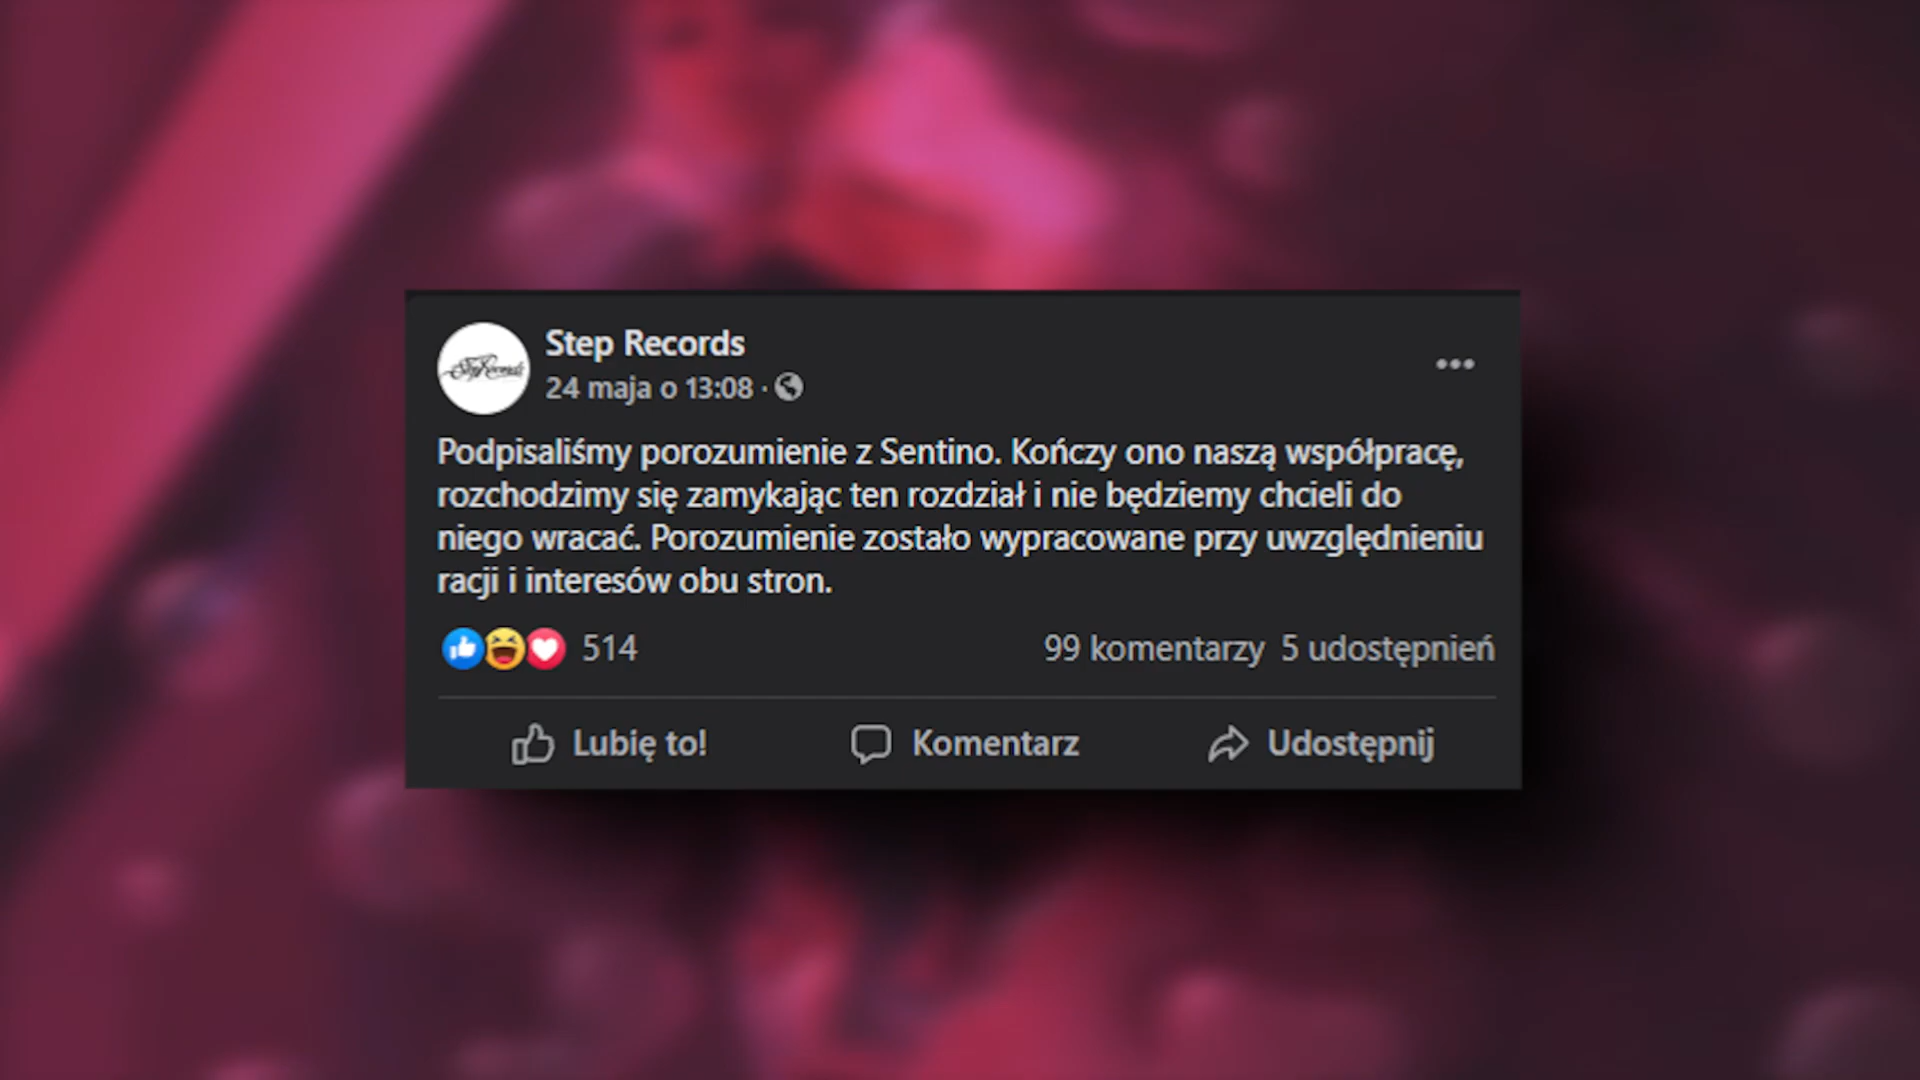 Step Records
Step Records
24 maja o 13:08 ·
Podpisaliśmy porozumienie z Sentino. Kończy ono naszą współpracę,
rozchodzimy się zamykając ten rozdział i nie będziemy chcieli do
niego wracać. Porozumienie zostało wypracowane przy uwzględnieniu
racji i interesów obu stron.
514 99 komentarzy 5 udostępnień
Lubię to! Komentarz Udostępnij